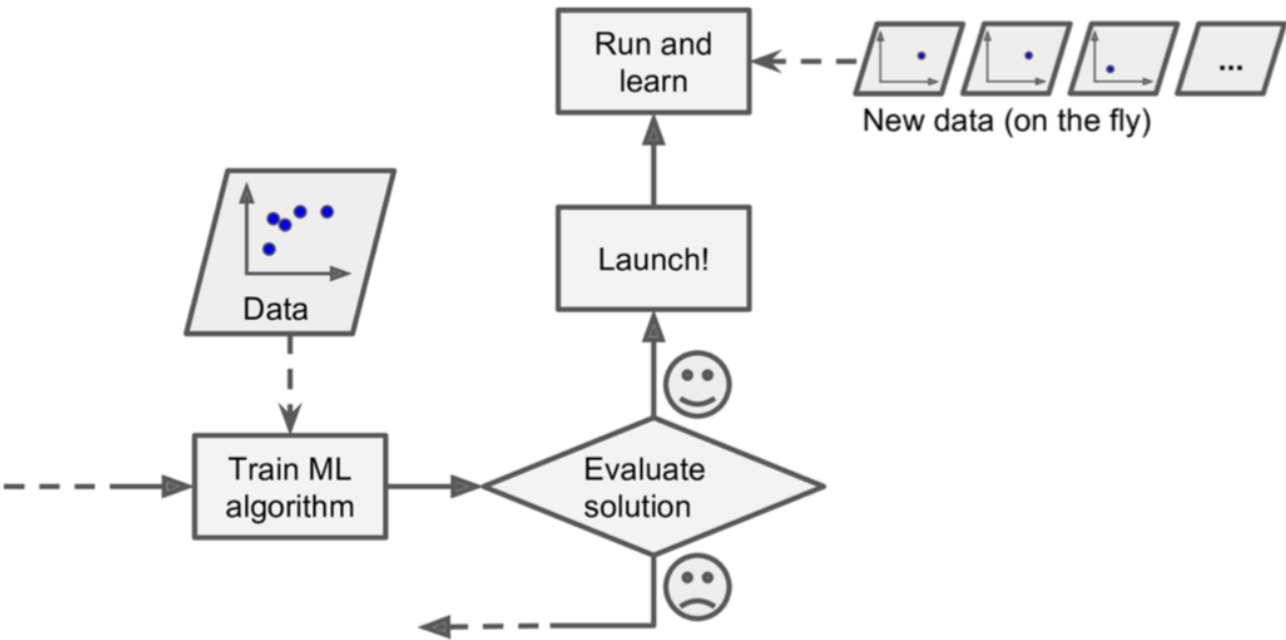 Run and
learn
...
New data (on the fly)
Launch!
Data
Train ML
algorithm
Evaluate
solution